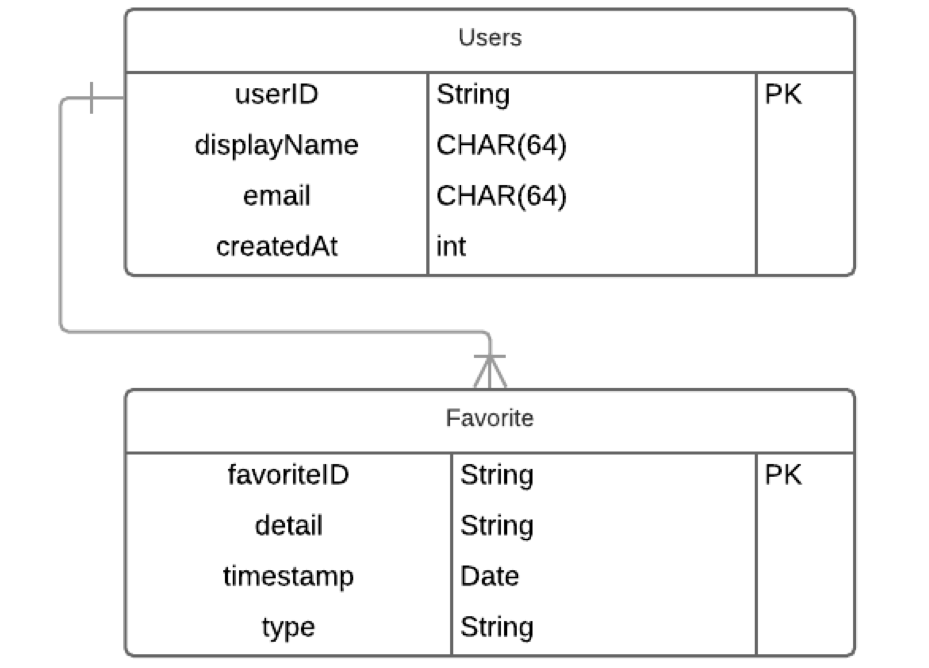 Users
userID String PK
displayName CHAR(64)
email CHAR(64)
createdAt int
Favorite
favoriteID String PK
detail String
timestamp Date
type String